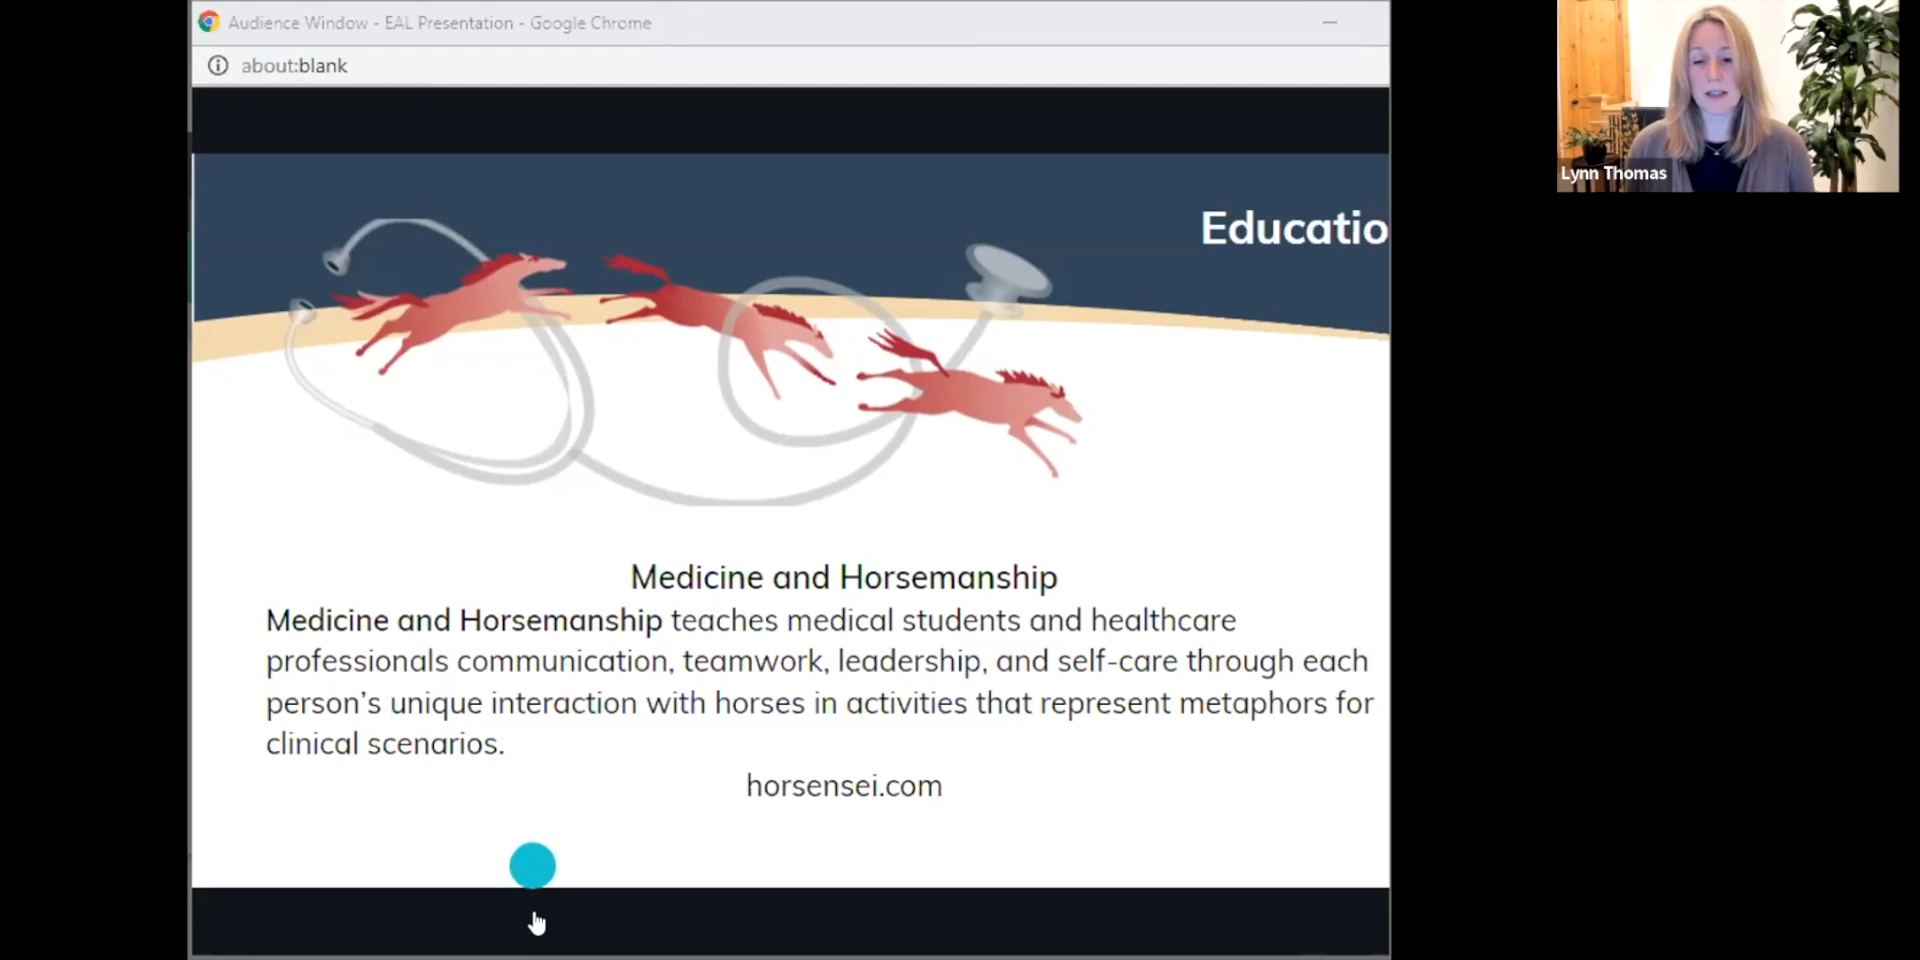 Audience Window - EAL Presentation - Google Chrome
about:blank
Lynn Thomas
Educatio
Medicine and Horsemanship
Medicine and Horsemanship teaches medical students and healthcare
professionals communication, teamwork, leadership, and self-care through each
person’s unique interaction with horses in activities that represent metaphors for
clinical scenarios.
horsensei.com